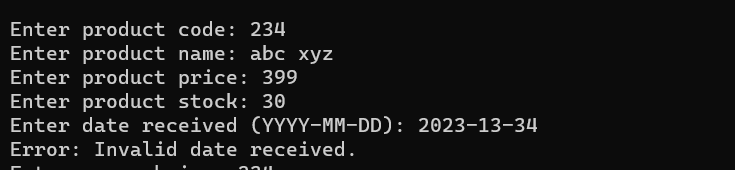 Enter product code: 234
Enter product name: abc xyz
Enter product price: 399
Enter product stock: 30
Enter date received (YYYY-MM-DD): 2023-13-34
Error: Invalid date received.